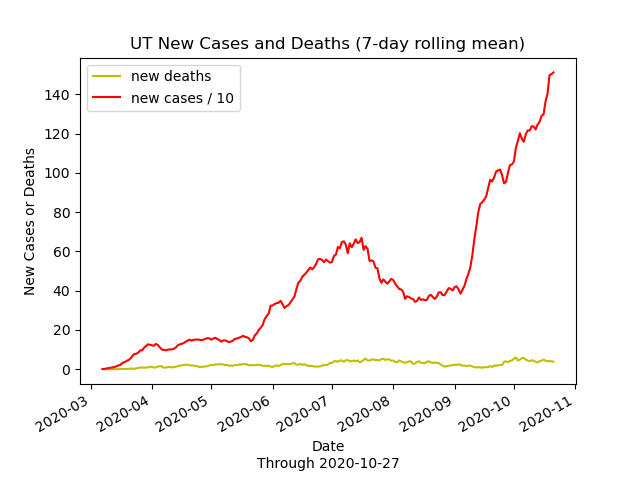 UT New Cases and Deaths (7-day rolling mean)
new deaths
new cases / 10
140
120
100
80
60
40
20
0
New Cases or Deaths
2020-03
2020-04
2020-05
2020-06
2020-07
2020-08
2020-09
2020-10
2020-11
Date
Through 2020-10-27